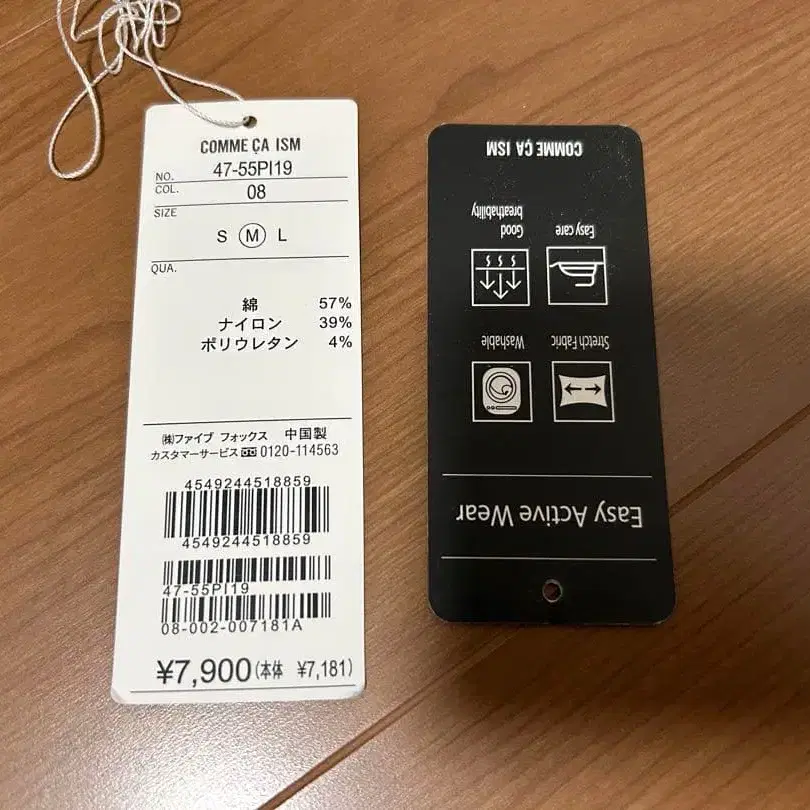 COMME ÇA ISM
NO. 47-55PI19
COL. 08
SIZE
S M L
QUA.
綿 57%
ナイロン 39%
ポリウレタン 4%
㈱ファイブ フォックス 中国製
カスタマーサービス 0120-114563
4549244518859
4549244518859
47-55PI19
08-002-007181A
¥7,900(本体 ¥7,181)
Easy Active Wear
Stretch Fabric Washable
Easy care Good breathability
COMME ÇA ISM